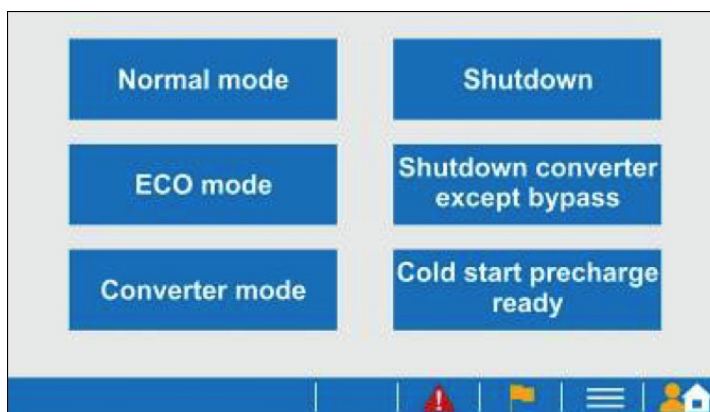 Normal mode
Shutdown
ECO mode
Shutdown converter
except bypass
Converter mode
Cold start precharge
ready